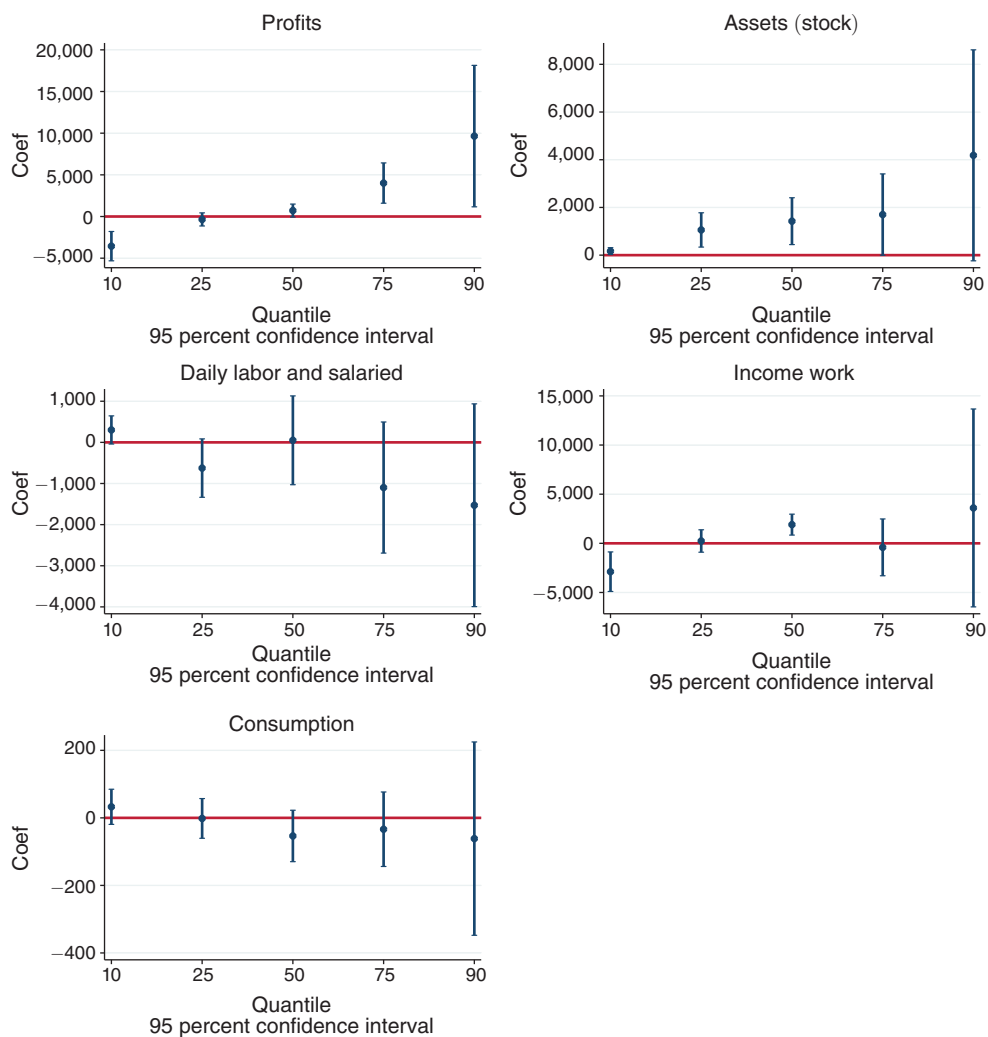 Profits
20,000
15,000
10,000
5,000
0
−5,000
Coef
10 25 50 75 90
Quantile
95 percent confidence interval
Assets (stock)
8,000
6,000
4,000
2,000
0
Coef
10 25 50 75 90
Quantile
95 percent confidence interval
Daily labor and salaried
1,000
0
−1,000
−2,000
−3,000
−4,000
Coef
10 25 50 75 90
Quantile
95 percent confidence interval
Income work
15,000
10,000
5,000
0
−5,000
Coef
10 25 50 75 90
Quantile
95 percent confidence interval
Consumption
200
0
−200
−400
Coef
10 25 50 75 90
Quantile
95 percent confidence interval